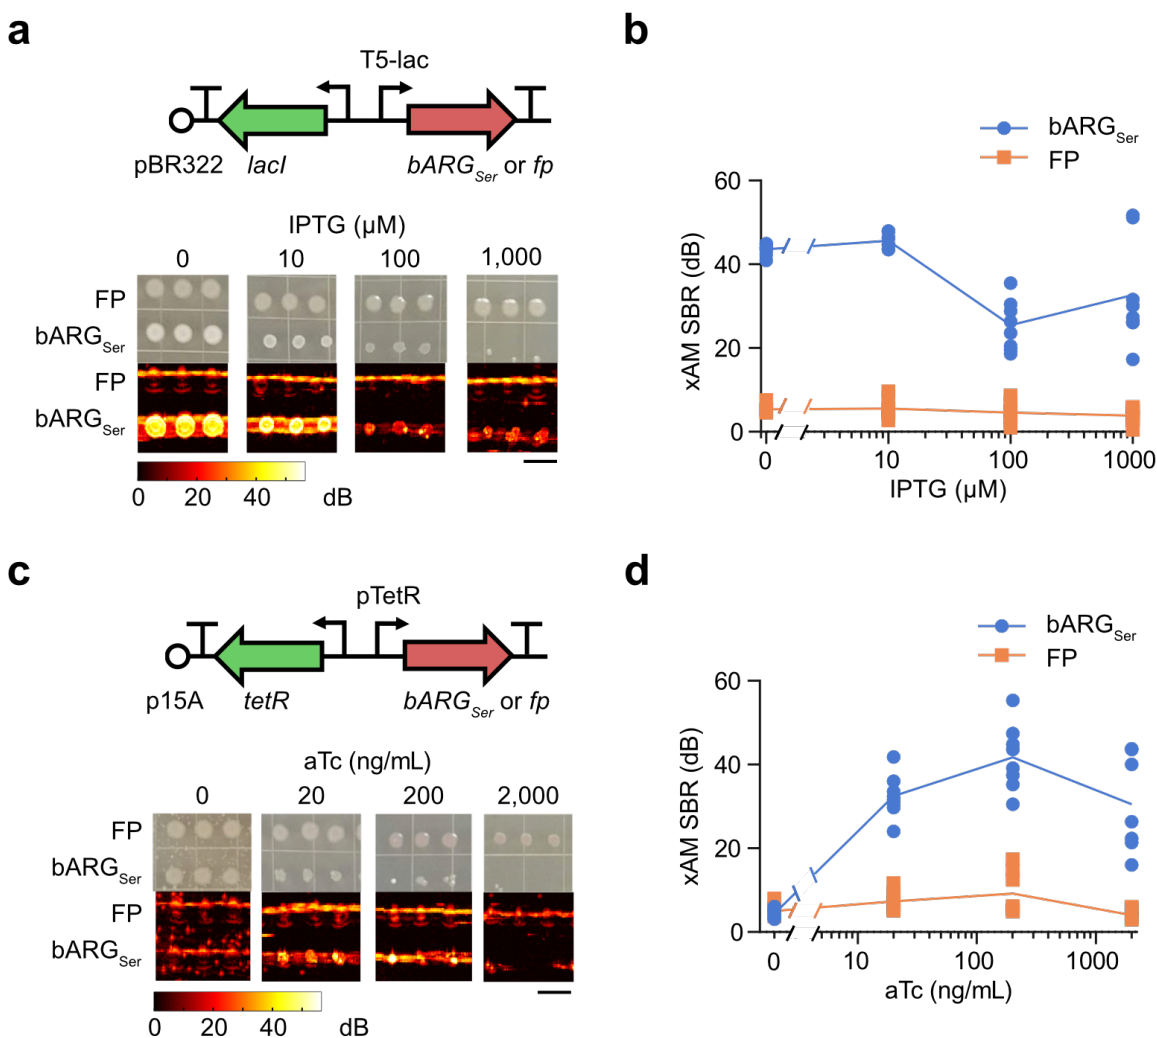 a
T5-lac
pBR322 lacI bARGSer or fp
IPTG (µM)
0 10 100 1,000
FP
bARGSer
FP
bARGSer
0 20 40 dB
b
bARGSer
FP
60
40
20
0
xAM SBR (dB)
0 10 100 1000
IPTG (µM)
c
pTetR
p15A tetR bARGSer or fp
aTc (ng/mL)
0 20 200 2,000
FP
bARGSer
FP
bARGSer
0 20 40 dB
d
bARGSer
FP
60
40
20
0
xAM SBR (dB)
0 10 100 1000
aTc (ng/mL)